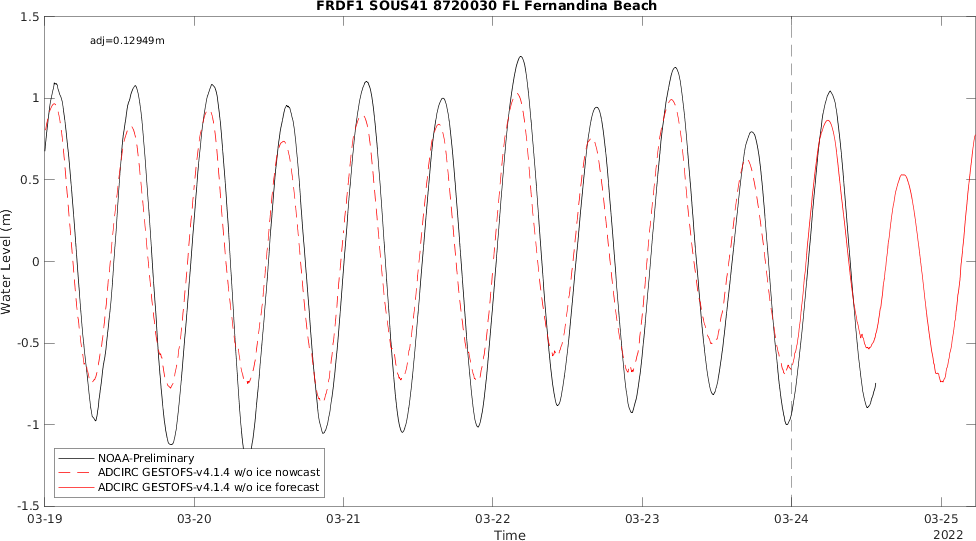 FRDF1 SOUS41 8720030 FL Fernandina Beach
adj=0.12949m
1.5
1
0.5
0
-0.5
-1
-1.5
Water Level (m)
NOAA-Preliminary
ADCIRC GESTOFS-v4.1.4 w/o ice nowcast
ADCIRC GESTOFS-v4.1.4 w/o ice forecast
03-19 03-20 03-21 03-22 03-23 03-24 03-25
Time
2022